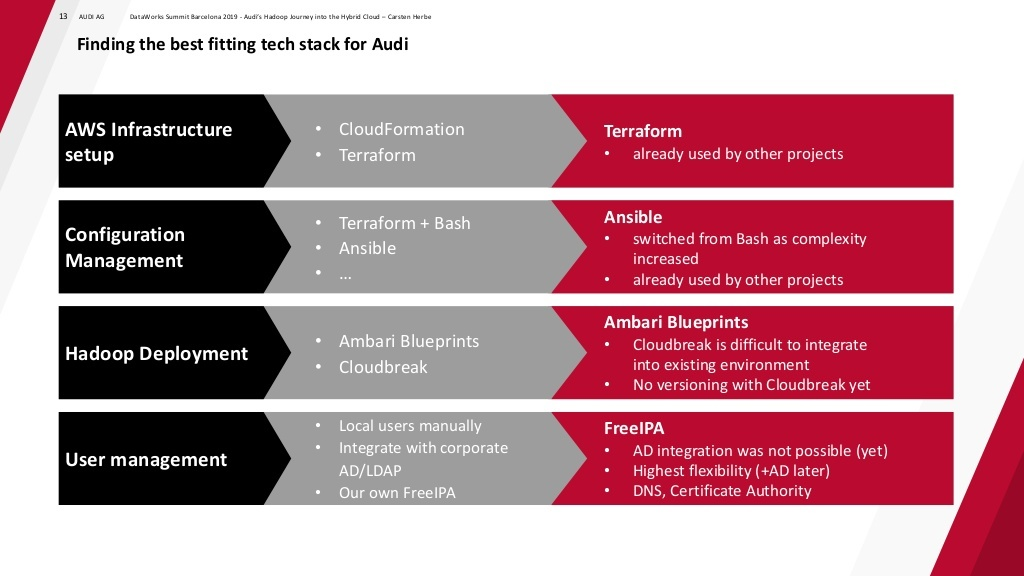 13 AUDI AG DataWorks Summit Barcelona 2019 - Audi's Hadoop Journey into the Hybrid Cloud – Carsten Herbe
Finding the best fitting tech stack for Audi
AWS Infrastructure
setup
• CloudFormation
• Terraform
Terraform
• already used by other projects
Configuration
Management
• Terraform + Bash
• Ansible
• ...
Ansible
• switched from Bash as complexity
increased
• already used by other projects
Hadoop Deployment
• Ambari Blueprints
• Cloudbreak
Ambari Blueprints
• Cloudbreak is difficult to integrate
into existing environment
• No versioning with Cloudbreak yet
User management
• Local users manually
• Integrate with corporate
AD/LDAP
• Our own FreeIPA
FreeIPA
• AD integration was not possible (yet)
• Highest flexibility (+AD later)
• DNS, Certificate Authority